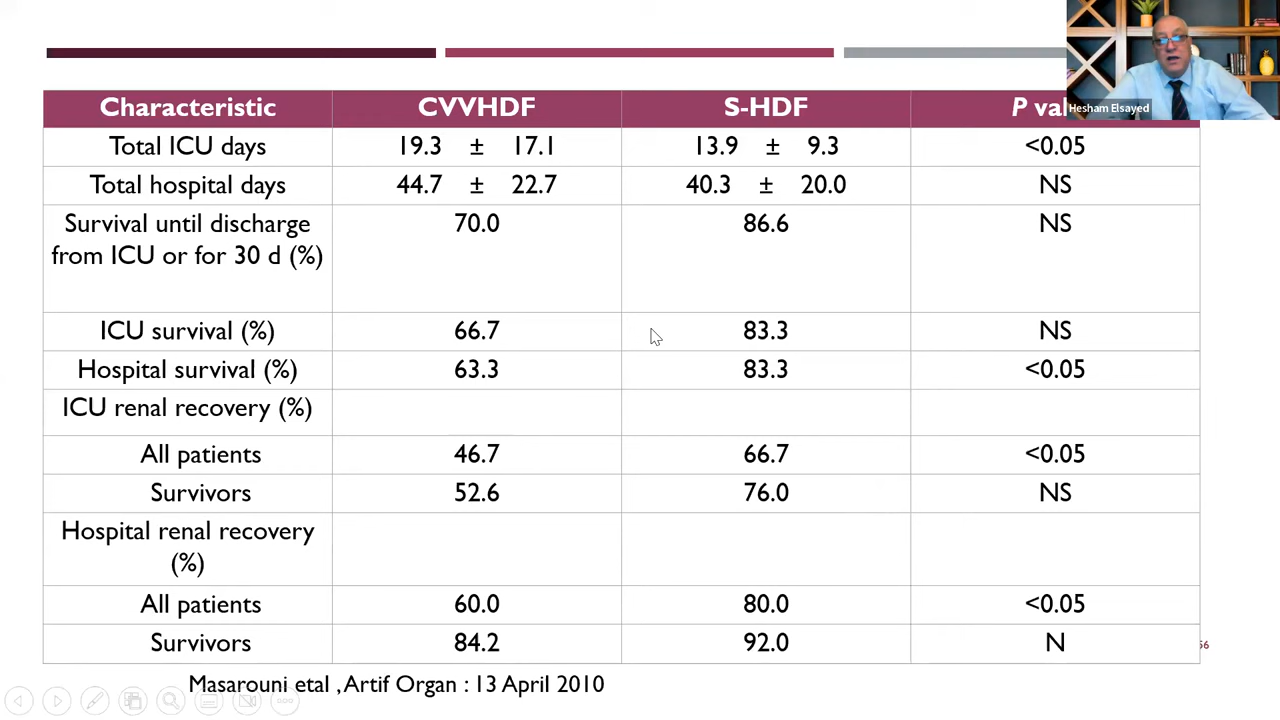 Hesham Elsayed
Characteristic CVVHDF S-HDF P
Total ICU days 19.3 ± 17.1 13.9 ± 9.3 <0.05
Total hospital days 44.7 ± 22.7 40.3 ± 20.0 NS
Survival until discharge 70.0 86.6 NS
from ICU or for 30 d (%)
ICU survival (%) 66.7 83.3 NS
Hospital survival (%) 63.3 83.3 <0.05
ICU renal recovery (%)
All patients 46.7 66.7 <0.05
Survivors 52.6 76.0 NS
Hospital renal recovery
(%)
All patients 60.0 80.0 <0.05
Survivors 84.2 92.0 N
56
Masarouni etal , Artif Organ : 13 April 2010